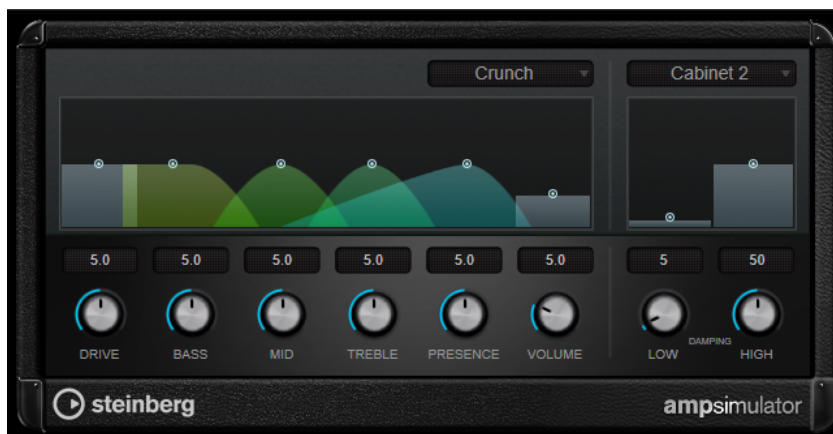 Crunch Cabinet 2
5.0 5.0 5.0 5.0 5.0 5.0 5 50
DRIVE BASS MID TREBLE PRESENCE VOLUME LOW DAMPING HIGH
steinberg ampsimulator